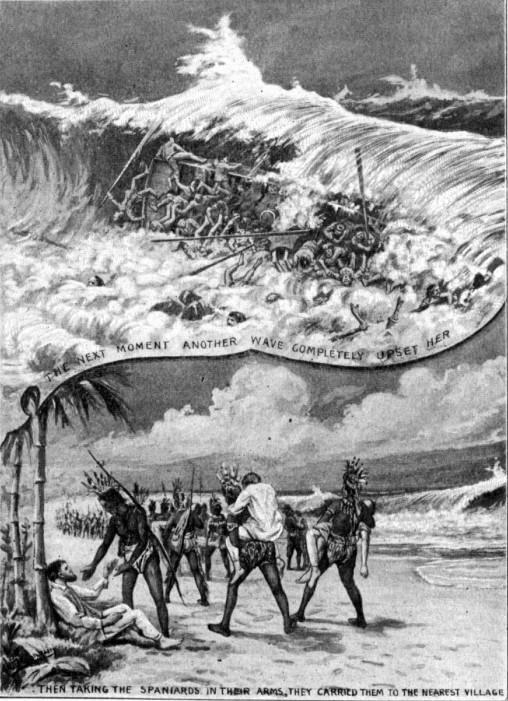 THE NEXT MOMENT ANOTHER WAVE COMPLETELY UPSET HER
THEN TAKING THE SPANIARDS IN THEIR ARMS, THEY CARRIED THEM TO THE NEAREST VILLAGE